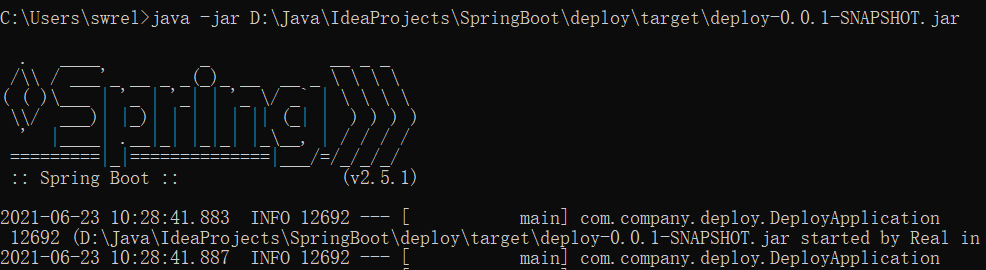 C:\Users\swrel>java -jar D:\Java\IdeaProjects\SpringBoot\deploy\target\deploy-0.0.1-SNAPSHOT.jar
  .   ____          _            __ _ _
 /\\ / ___'_ __ _ _(_)_ __  __ _ \ \ \ \
( ( )\___ | '_ | '_| | '_ \/ _` | \ \ \ \
 \\/  ___)| |_)| | | | | || (_| |  ) ) ) )
  '  |____| .__|_| |_|_| |_\__, | / / / /
 =========|_|==============|___/=/_/_/_/
 :: Spring Boot ::                (v2.5.1)
2021-06-23 10:28:41.883  INFO 12692 --- [           main] com.company.deploy.DeployApplication
 12692 (D:\Java\IdeaProjects\SpringBoot\deploy\target\deploy-0.0.1-SNAPSHOT.jar started by Real in
2021-06-23 10:28:41.887  INFO 12692 --- [           main] com.company.deploy.DeployApplication